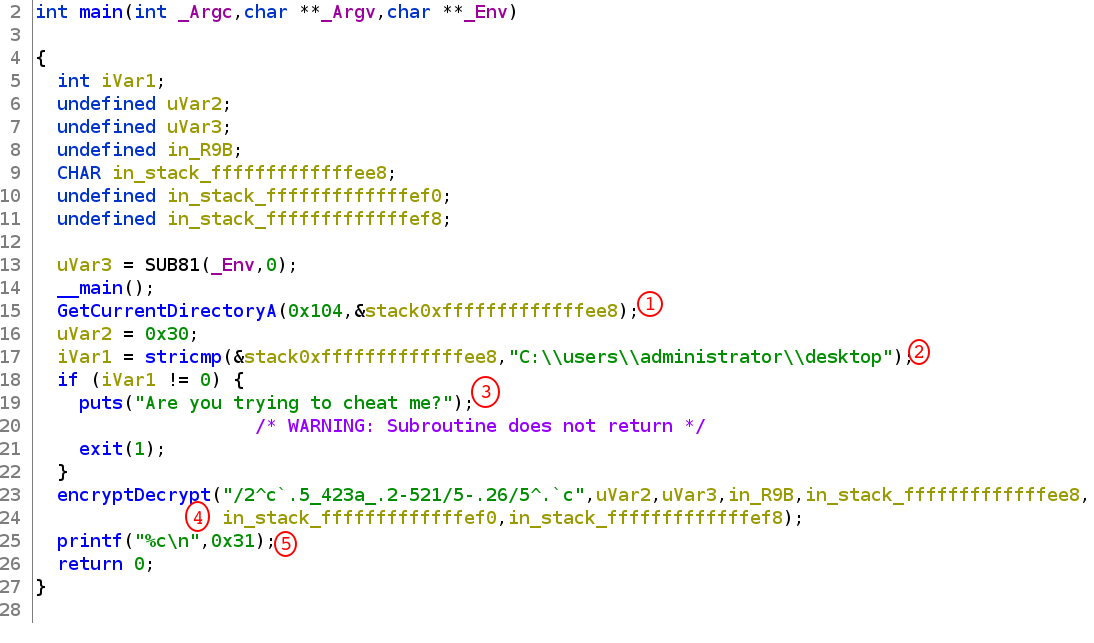 2 int main(int _Argc,char **_Argv,char **_Env)
3
4 {
5   int iVar1;
6   undefined uVar2;
7   undefined uVar3;
8   undefined in_R9B;
9   CHAR in_stack_fffffffffffffee8;
10   undefined in_stack_fffffffffffffef0;
11   undefined in_stack_fffffffffffffef8;
12
13   uVar3 = SUB81(_Env,0);
14   __main();
15   GetCurrentDirectoryA(0x104,&stack0xfffffffffffffee8); 1
16   uVar2 = 0x30;
17   iVar1 = stricmp(&stack0xfffffffffffffee8,"C:\\users\\administrator\\desktop"); 2
18   if (iVar1 != 0) {
19     puts("Are you trying to cheat me?"); 3
20                     /* WARNING: Subroutine does not return */
21     exit(1);
22   }
23   encryptDecrypt("/2^c`.5_423a_.2-521/5-.26/5^.`c",uVar2,uVar3,in_R9B,in_stack_fffffffffffffee8,
24               4 in_stack_fffffffffffffef0,in_stack_fffffffffffffef8);
25   printf("%c\n",0x31); 5
26   return 0;
27 }
28